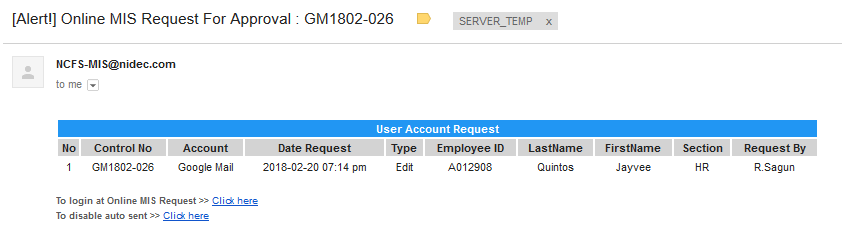 [Alert!] Online MIS Request For Approval : GM1802-026 SERVER_TEMP x
NCFS-MIS@nidec.com
to me
User Account Request
No Control No Account Date Request Type Employee ID LastName FirstName Section Request By
1 GM1802-026 Google Mail 2018-02-20 07:14 pm Edit A012908 Quintos Jayvee HR R.Sagun
To login at Online MIS Request >> Click here
To disable auto sent >> Click here